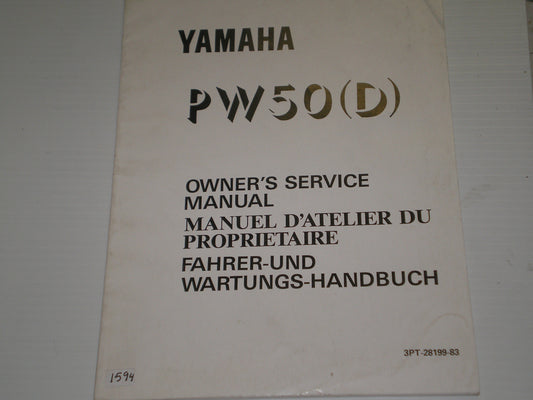 YAMAHA
PW50(D)
OWNER'S SERVICE
MANUAL
MANUEL D'ATELIER DU
PROPRIETAIRE
FAHRER-UND
WARTUNGS-HANDBUCH
3PT-28199-83
1594